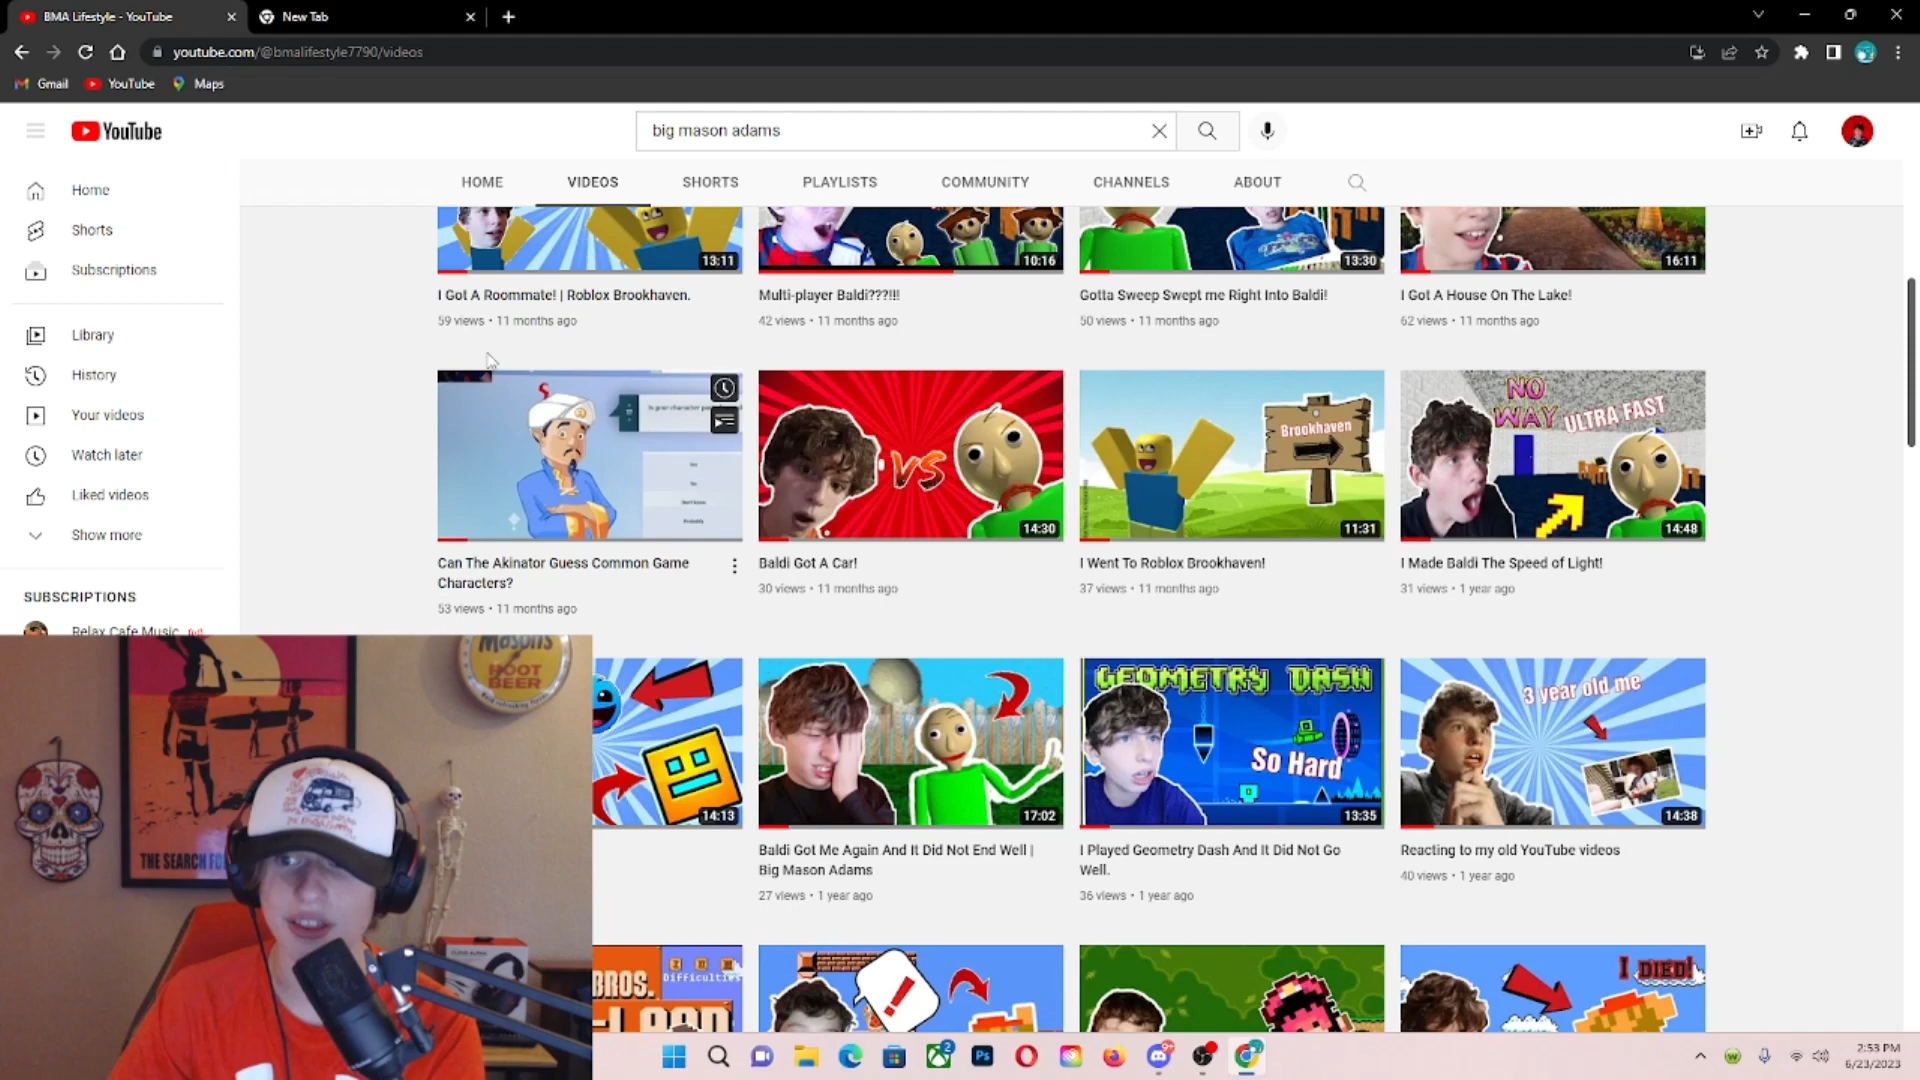 BMA Lifestyle - YouTube
New Tab
youtube.com/@bmalifestyle7790/videos
Gmail
YouTube
Maps
YouTube
big mason adams
HOME
VIDEOS
SHORTS
PLAYLISTS
COMMUNITY
CHANNELS
ABOUT
Home
Shorts
Subscriptions
Library
History
Your videos
Watch later
Liked videos
Show more
SUBSCRIPTIONS
Relax Cafe Music
13:11
10:16
13:30
16:11
I Got A Roommate! | Roblox Brookhaven.
59 views • 11 months ago
Multi-player Baldi???!!!
42 views • 11 months ago
Gotta Sweep Swept me Right Into Baldi!
50 views • 11 months ago
I Got A House On The Lake!
62 views • 11 months ago
VS
14:30
Brookhaven
11:31
NO
WAY
ULTRA FAST
14:48
Can The Akinator Guess Common Game
Characters?
53 views • 11 months ago
Baldi Got A Car!
30 views • 11 months ago
I Went To Roblox Brookhaven!
37 views • 11 months ago
I Made Baldi The Speed of Light!
31 views • 1 year ago
14:13
17:02
GEOMETRY DASH
So Hard
13:35
3 year old me
14:38
Baldi Got Me Again And It Did Not End Well |
Big Mason Adams
27 views • 1 year ago
I Played Geometry Dash And It Did Not Go
Well.
36 views • 1 year ago
Reacting to my old YouTube videos
40 views • 1 year ago
BROS.
Difficulties
!
I DIED!
Mason's
ROOT
BEER
THE SEARCH FO
2
Ps
9+
2:53 PM
6/23/2023